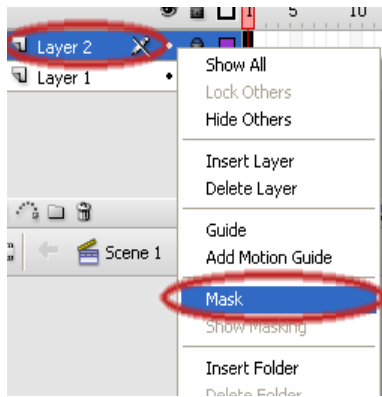 1 5 10
Layer 2
Layer 1
Show All
Lock Others
Hide Others
Insert Layer
Delete Layer
Guide
Add Motion Guide
Scene 1
Mask
Show Masking
Insert Folder
Delete Folder